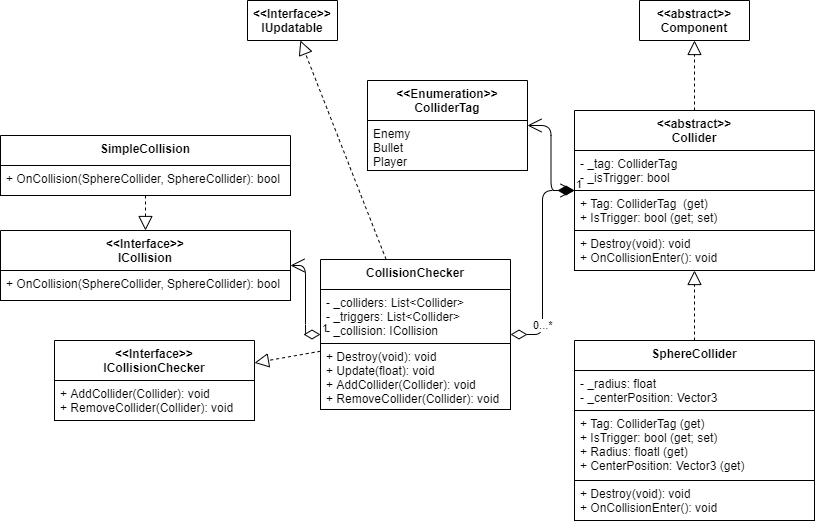 <<Interface>>
IUpdatable
<<abstract>>
Component
<<Enumeration>>
ColliderTag
Enemy
Bullet
Player
<<abstract>>
Collider
- _tag: ColliderTag
- _isTrigger: bool
1
+ Tag: ColliderTag (get)
+ IsTrigger: bool (get; set)
+ Destroy(void): void
+ OnCollisionEnter(): void
SimpleCollision
+ OnCollision(SphereCollider, SphereCollider): bool
<<Interface>>
ICollision
+ OnCollision(SphereCollider, SphereCollider): bool
CollisionChecker
- _colliders: List<Collider>
- _triggers: List<Collider>
- _collision: ICollision
1
0...*
+ Destroy(void): void
+ Update(float): void
+ AddCollider(Collider): void
+ RemoveCollider(Collider): void
<<Interface>>
ICollisionChecker
+ AddCollider(Collider): void
+ RemoveCollider(Collider): void
SphereCollider
- _radius: float
- _centerPosition: Vector3
+ Tag: ColliderTag (get)
+ IsTrigger: bool (get; set)
+ Radius: floatl (get)
+ CenterPosition: Vector3 (get)
+ Destroy(void): void
+ OnCollisionEnter(): void